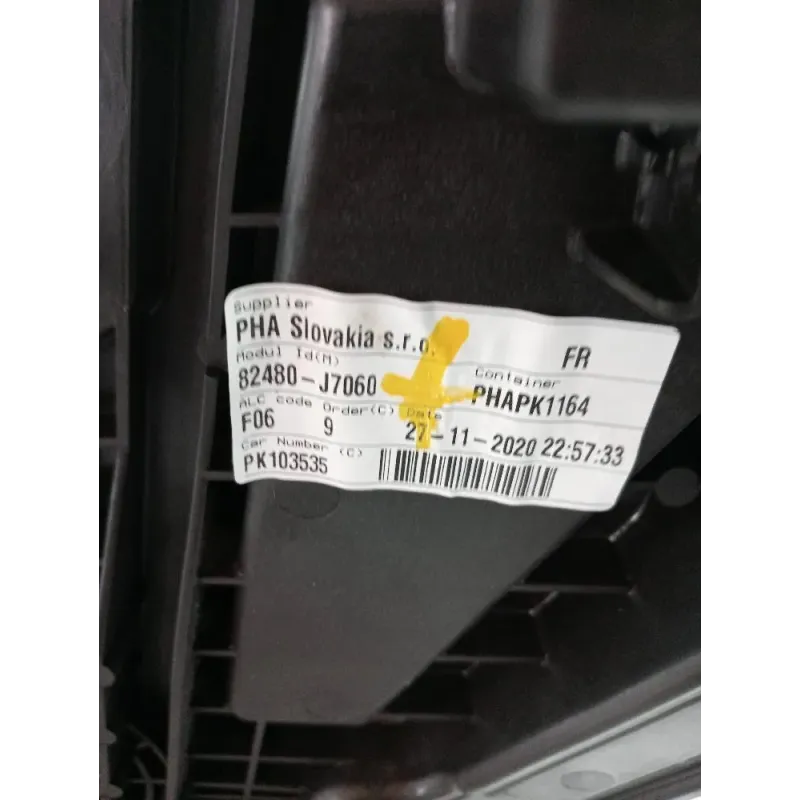 Supplier
PHA Slovakia s.r.o. FR
Modul Id(M) Container
82480-J7060 PHAPK1164
ALC code Order(C) Date
F06 9 27-11-2020 22:57:33
Car Number (C)
PK103535